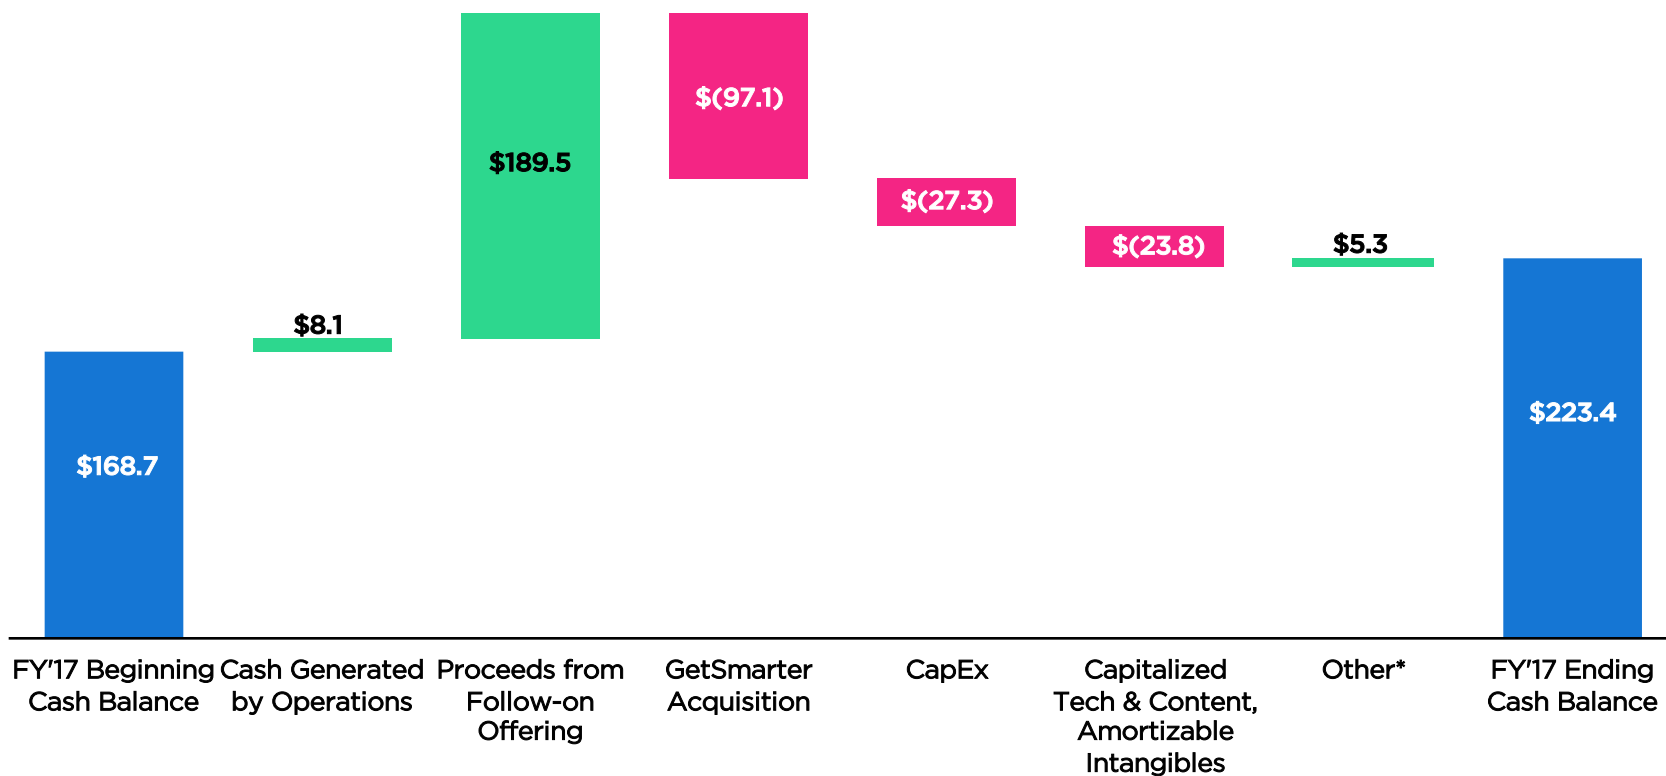 $(97.1)
$189.5
$(27.3)
$(23.8)
$5.3
$8.1
$223.4
$168.7
FY'17 Beginning
Cash Balance
Cash Generated
by Operations
Proceeds from
Follow-on
Offering
GetSmarter
Acquisition
CapEx
Capitalized
Tech & Content,
Amortizable
Intangibles
Other*
FY'17 Ending
Cash Balance